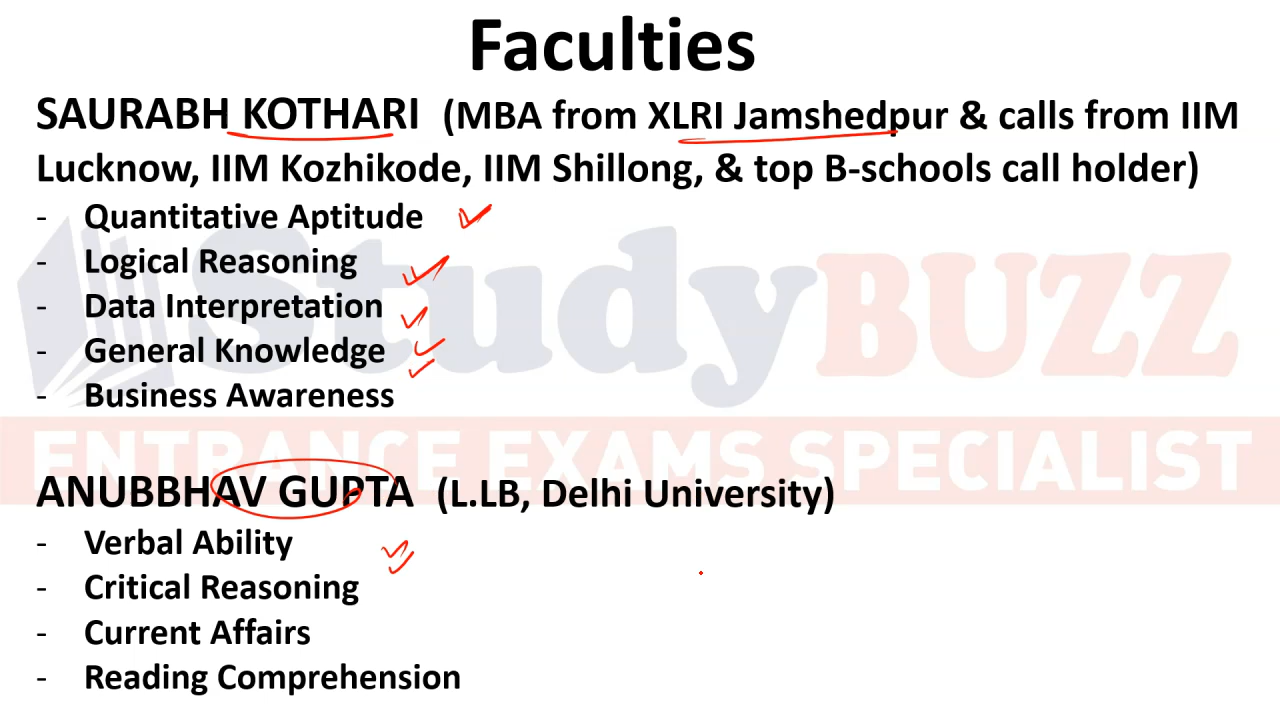 Faculties
SAURABH KOTHARI (MBA from XLRI Jamshedpur & calls from IIM
Lucknow, IIM Kozhikode, IIM Shillong, & top B-schools call holder)
- Quantitative Aptitude
- Logical Reasoning
- Data Interpretation
- General Knowledge
- Business Awareness
StudyBUZZ
ENTRANCE EXAMS SPECIALIST
ANUBBHAV GUPTA (L.LB, Delhi University)
- Verbal Ability
- Critical Reasoning
- Current Affairs
- Reading Comprehension